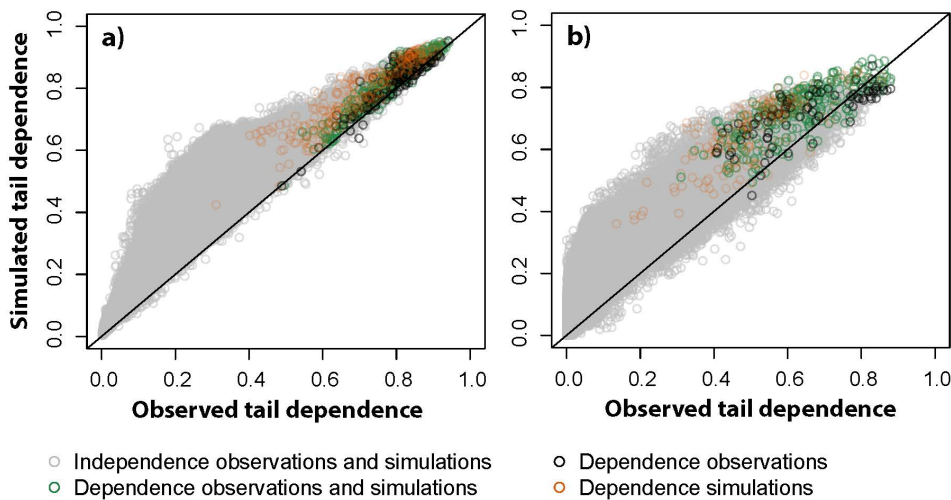 a)
Simulated tail dependence
0.0 0.2 0.4 0.6 0.8 1.0
0.0 0.2 0.4 0.6 0.8 1.0
Observed tail dependence
b)
0.0 0.2 0.4 0.6 0.8 1.0
0.0 0.2 0.4 0.6 0.8 1.0
Observed tail dependence
Independence observations and simulations
Dependence observations and simulations
Dependence observations
Dependence simulations